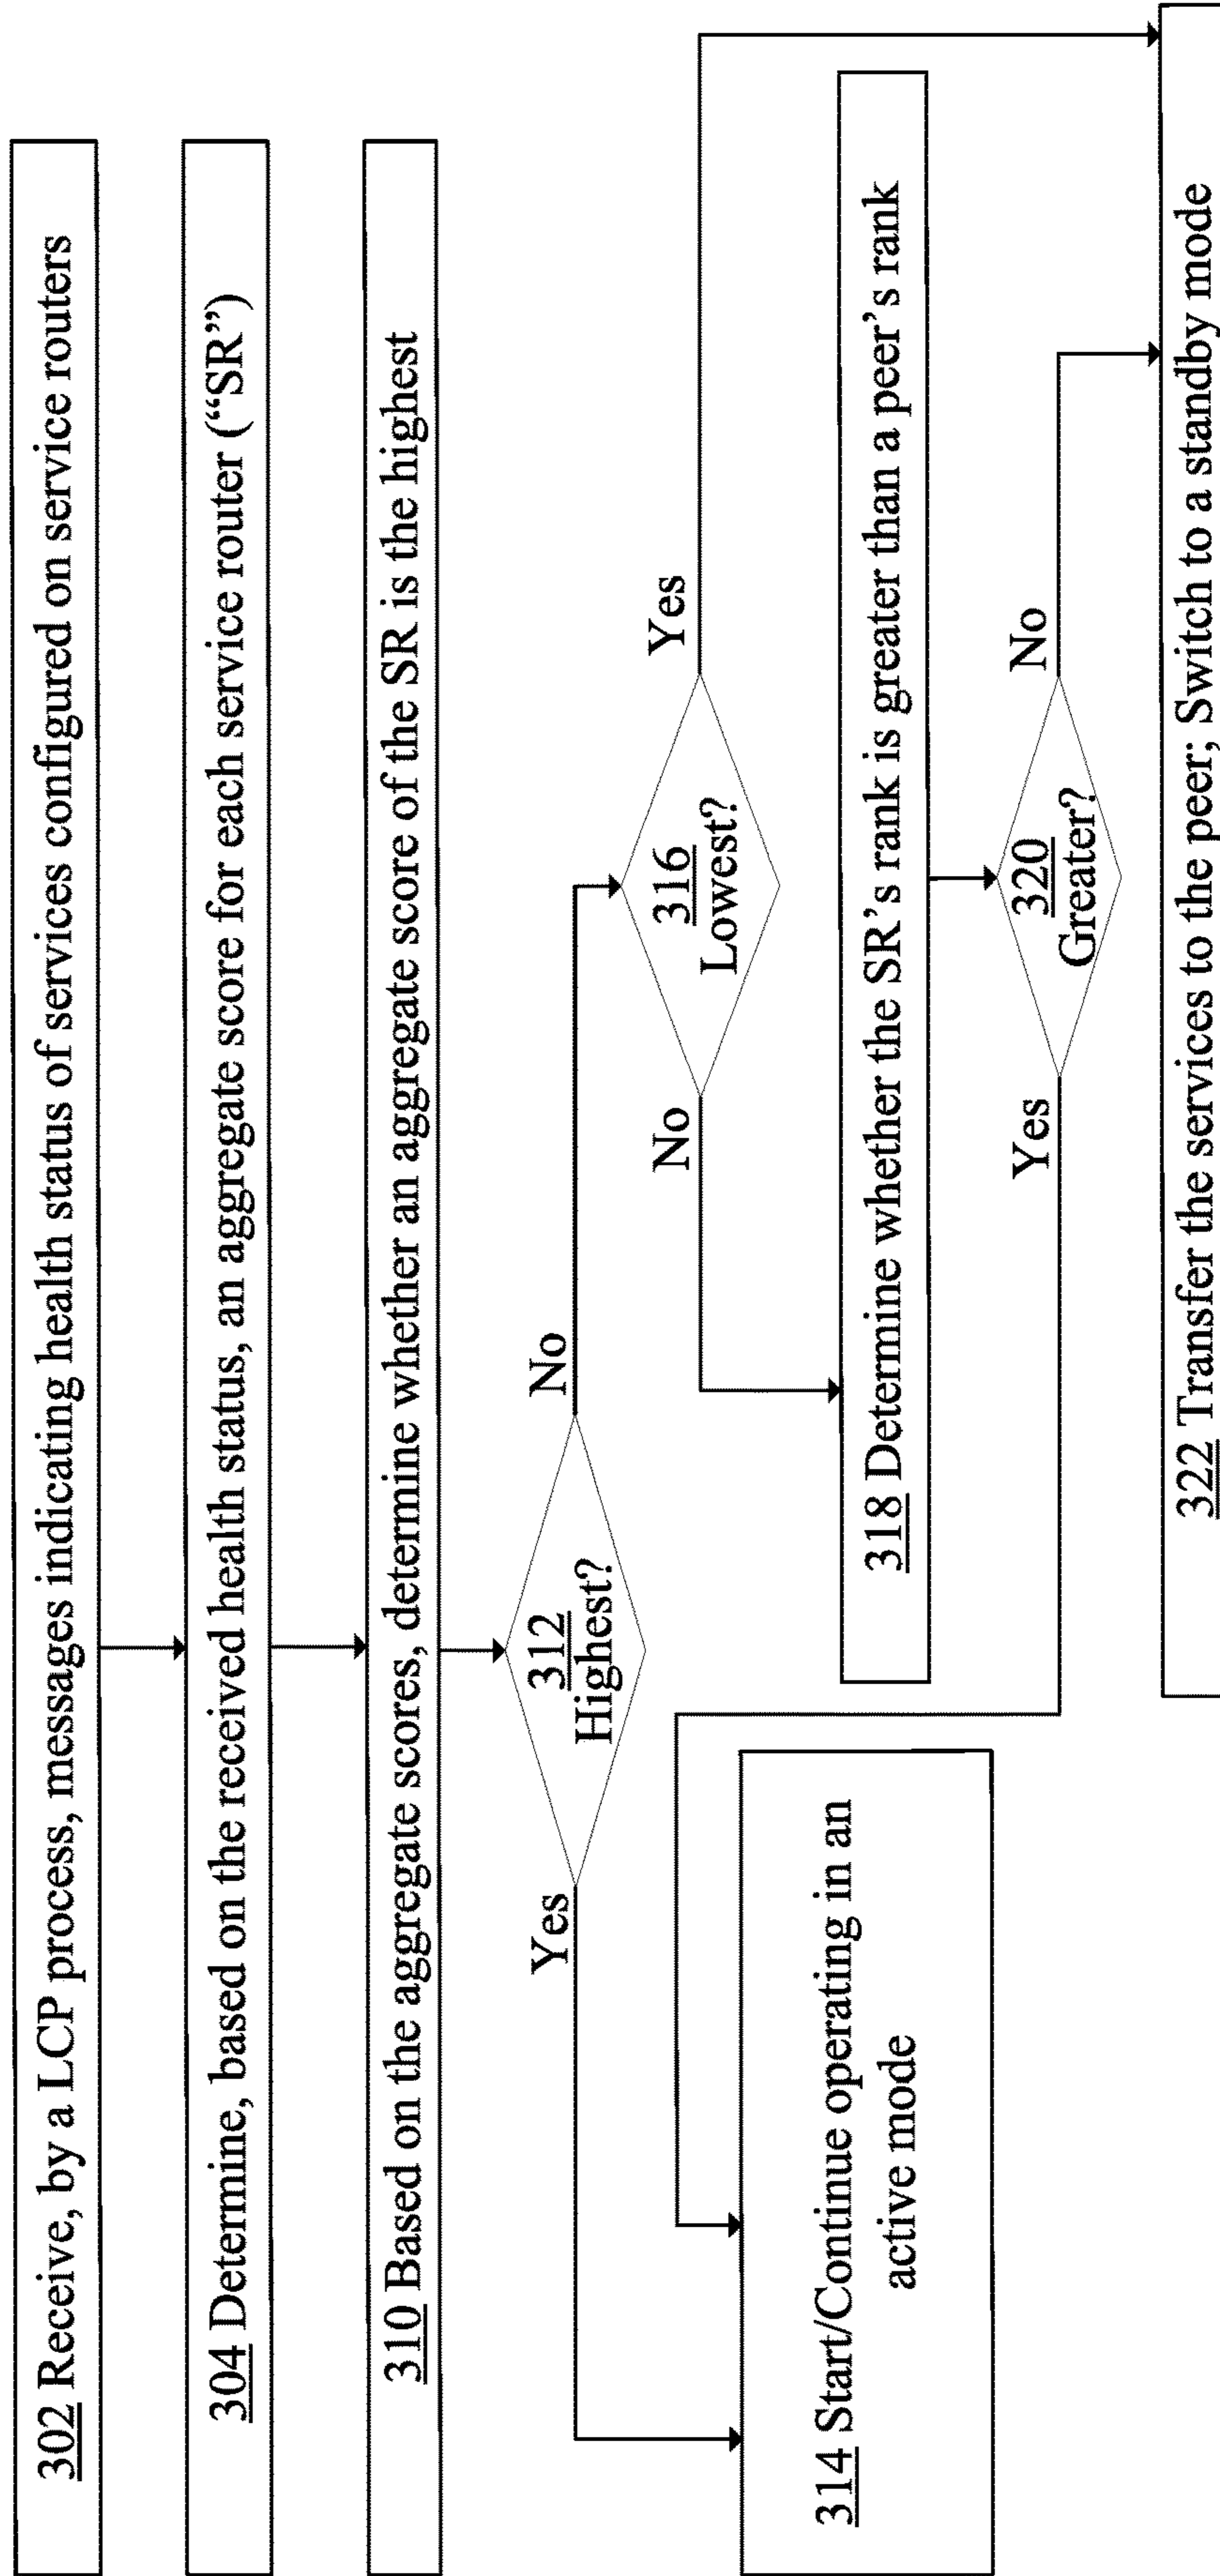 302 Receive, by a LCP process, messages indicating health status of services configured on service routers
304 Determine, based on the received health status, an aggregate score for each service router (“SR”)
310 Based on the aggregate scores, determine whether an aggregate score of the SR is the highest
312
Highest?
Yes
No
316
Lowest?
No
Yes
314 Start/Continue operating in an
active mode
318 Determine whether the SR’s rank is greater than a peer’s rank
320
Greater?
Yes
No
322 Transfer the services to the peer; Switch to a standby mode